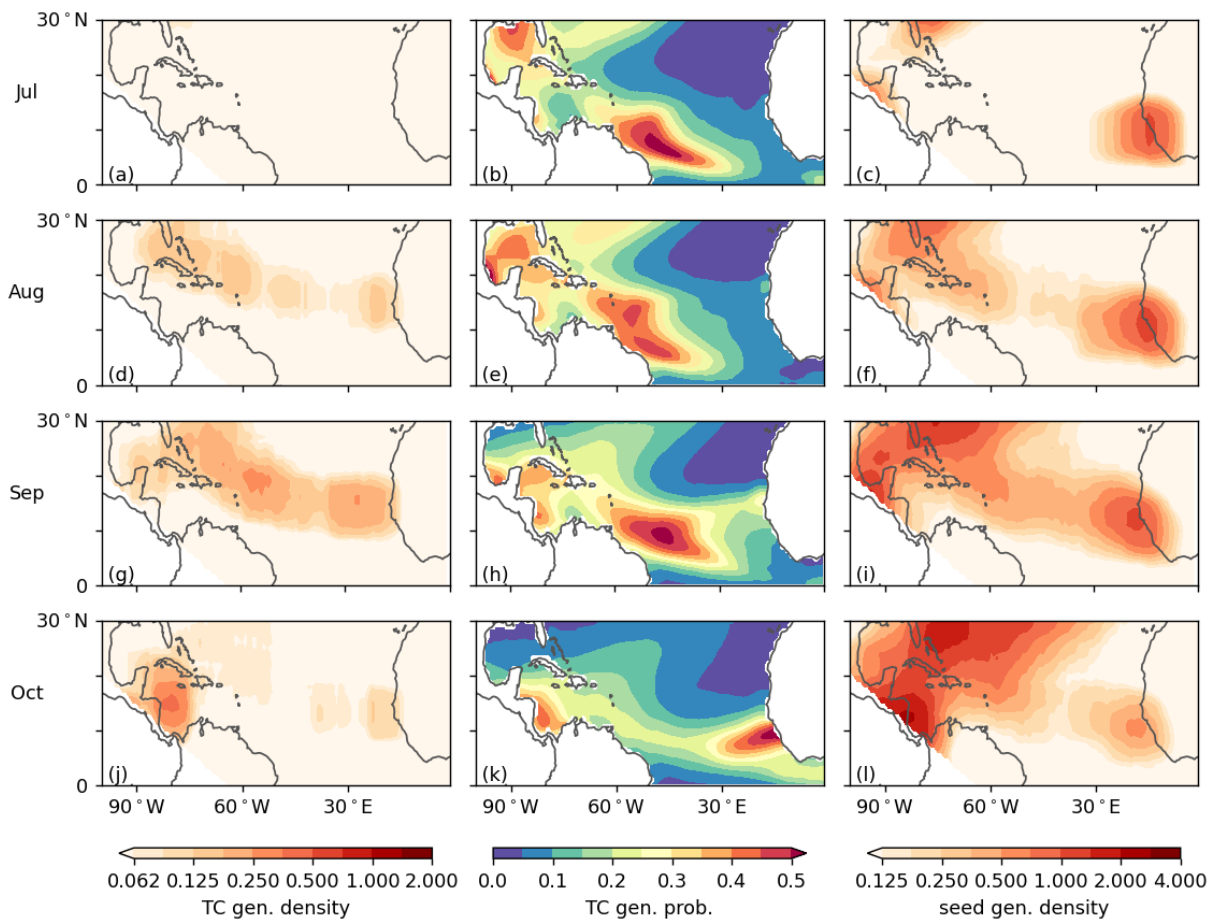 30°N
Jul
0
(a)
(b)
(c)
30°N
Aug
0
(d)
(e)
(f)
30°N
Sep
0
(g)
(h)
(i)
30°N
Oct
0
(j)
(k)
(l)
90°W 60°W 30°E
90°W 60°W 30°E
90°W 60°W 30°E
0.062 0.125 0.250 0.500 1.000 2.000
TC gen. density
0.0 0.1 0.2 0.3 0.4 0.5
TC gen. prob.
0.125 0.250 0.500 1.000 2.000 4.000
seed gen. density